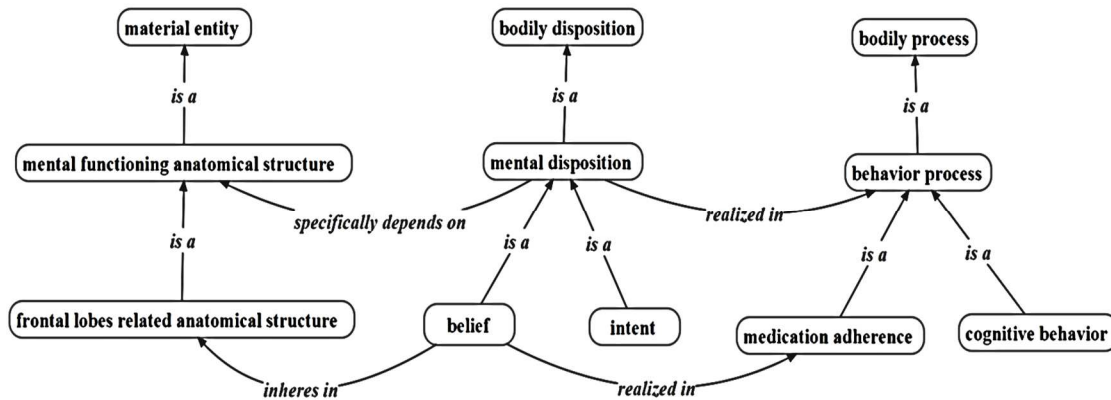 material entity
bodily disposition
bodily process
is a
is a
is a
mental functioning anatomical structure
mental disposition
behavior process
specifically depends on
realized in
is a
is a
is a
is a
is a
frontal lobes related anatomical structure
belief
intent
medication adherence
cognitive behavior
inheres in
realized in